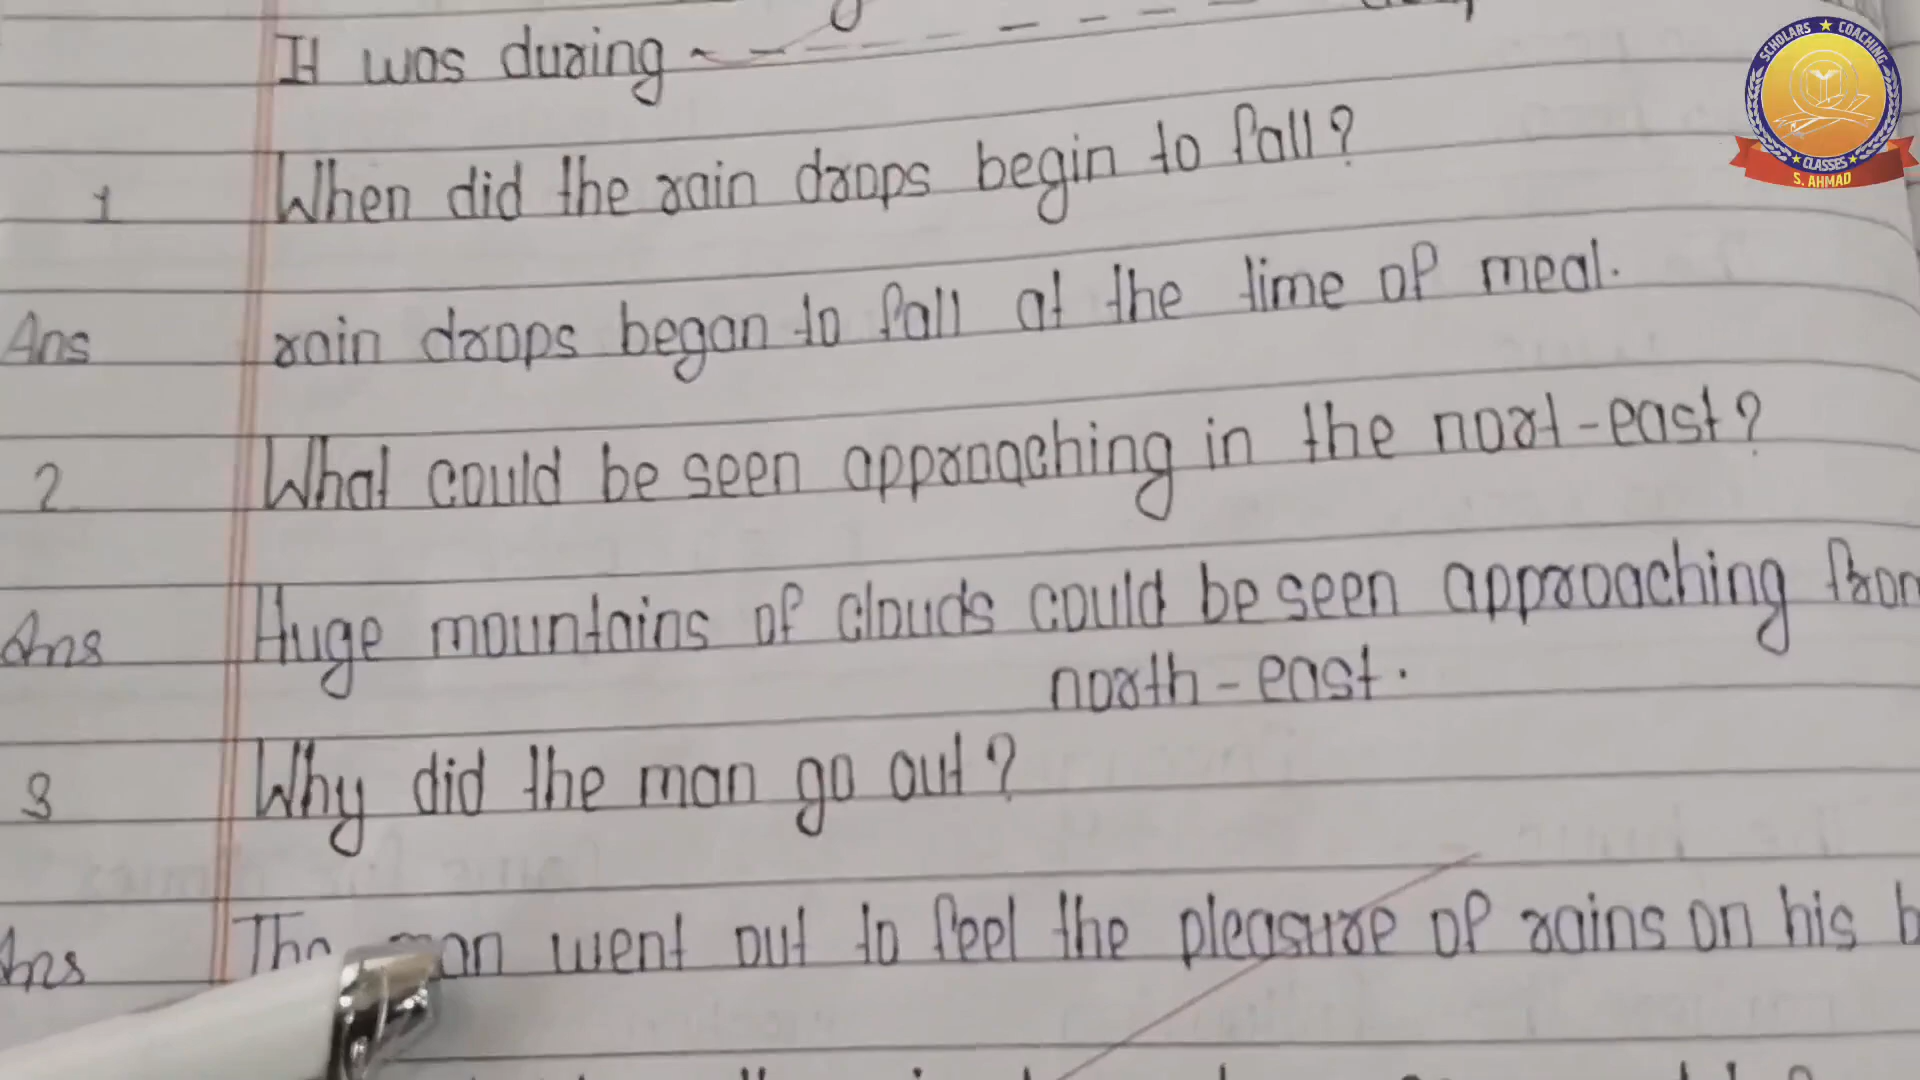 It was during - - - - - - - -
1 When did the rain drops begin to fall?
Ans rain drops began to fall at the time of meal.
2 What could be seen approaching in the nort-east?
Ans Huge mountains of clouds could be seen approaching from
north-east.
3 Why did the man go out?
Ans The man went out to feel the pleasure of rains on his
SCHOLARS ★ COACHING
★ CLASSES ★
S. AHMAD